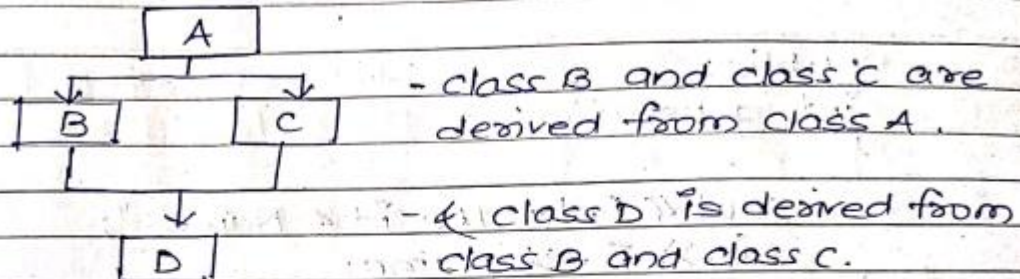 A
- class B and class C are
B C derived from class A.
- & class D is derived from
D class B and class C.